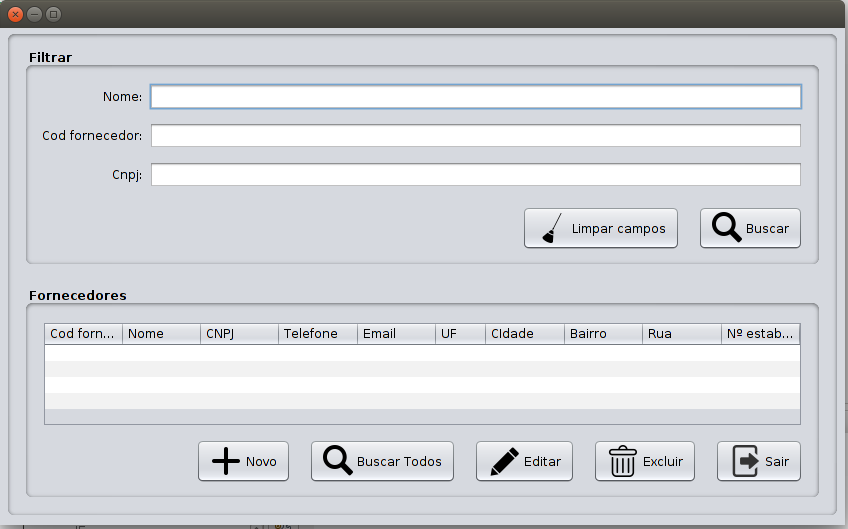 Filtrar
Nome:
Cod fornecedor:
Cnpj:
Limpar campos Buscar
Fornecedores
Cod forn... Nome CNPJ Telefone Email UF CIdade Bairro Rua Nº estab...
Novo Buscar Todos Editar Excluir Sair